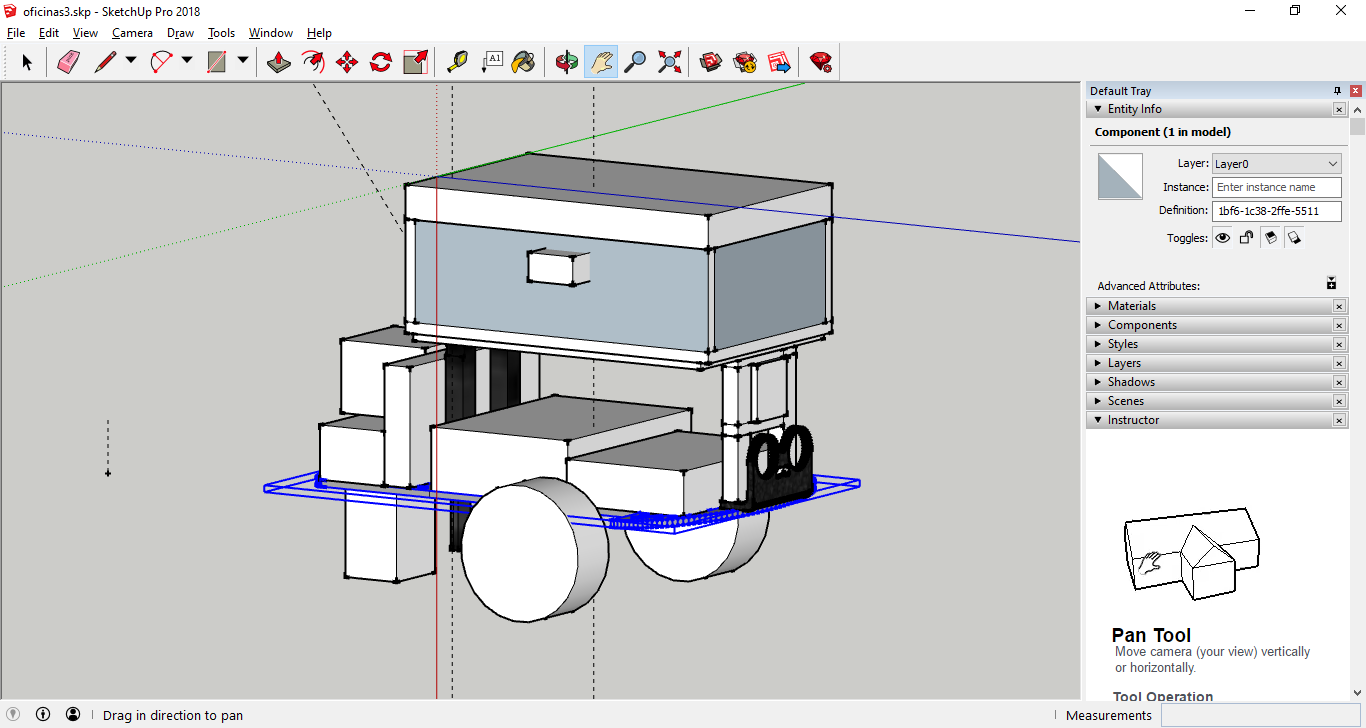 oficinas3.skp - SketchUp Pro 2018
File Edit View Camera Draw Tools Window Help
A1
Default Tray
Entity Info
Component (1 in model)
Layer: Layer0
Instance: Enter instance name
Definition: 1bf6-1c38-2ffe-5511
Toggles:
Advanced Attributes:
Materials
Components
Styles
Layers
Shadows
Scenes
Instructor
Pan Tool
Move camera (your view) vertically
or horizontally.
Tool Operation
Drag in direction to pan
Measurements